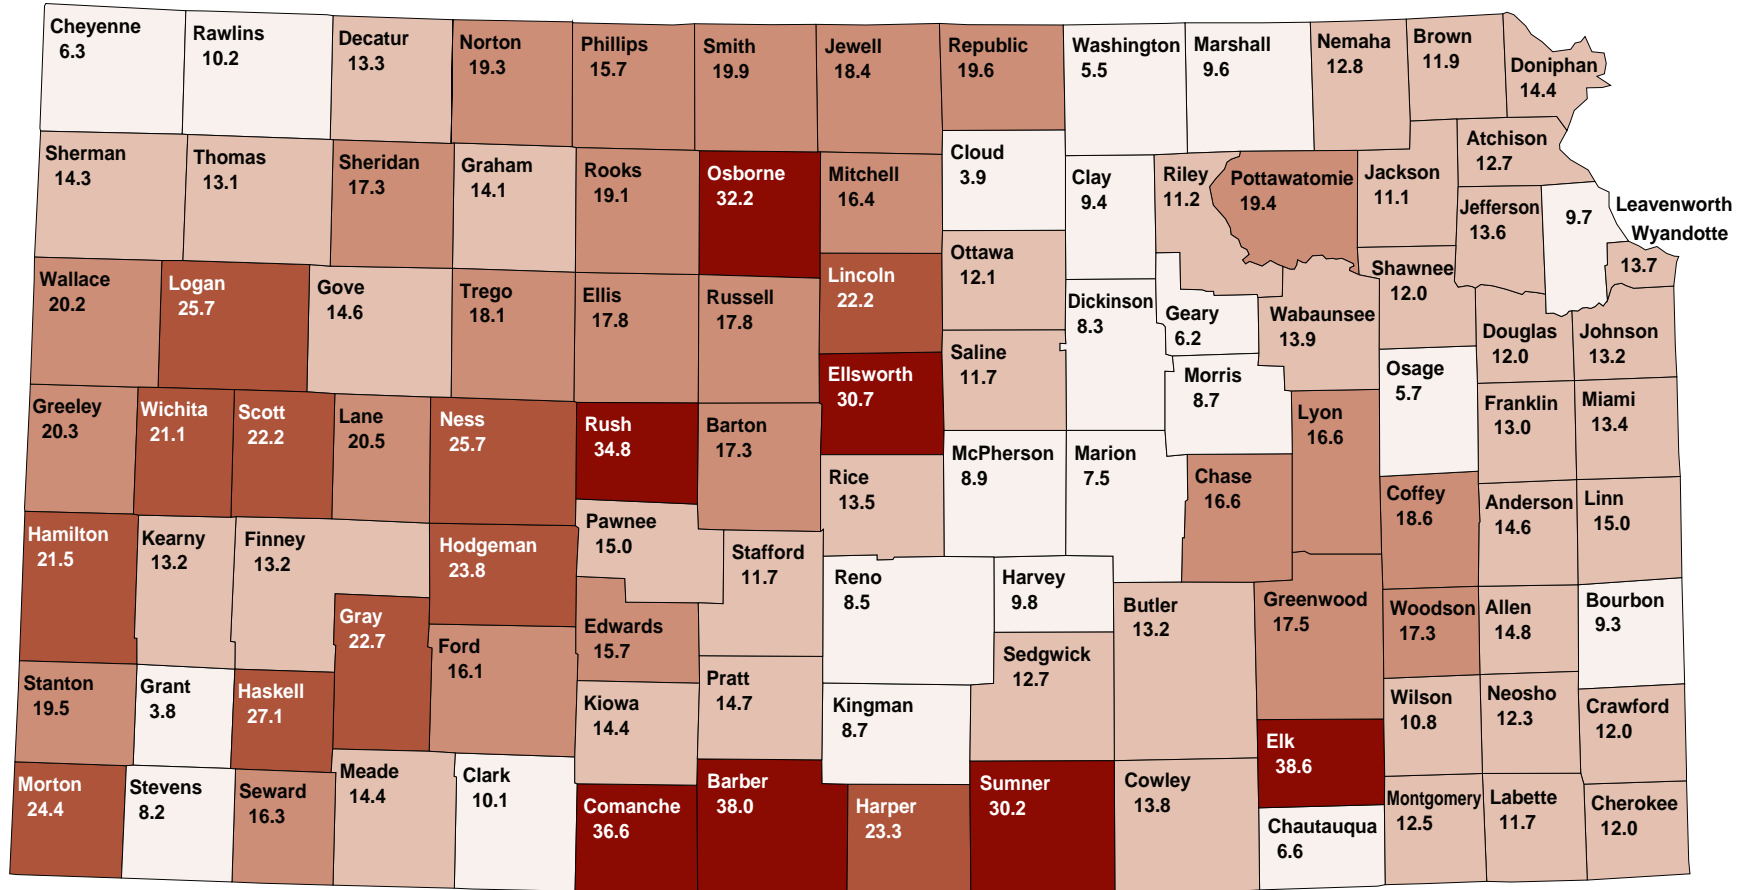 Cheyenne
6.3
Rawlins
10.2
Decatur
13.3
Norton
19.3
Phillips
15.7
Smith
19.9
Jewell
18.4
Republic
19.6
Washington
5.5
Marshall
9.6
Nemaha
12.8
Brown
11.9
Doniphan
14.4
Sherman
14.3
Thomas
13.1
Sheridan
17.3
Graham
14.1
Rooks
19.1
Osborne
32.2
Mitchell
16.4
Cloud
3.9
Clay
9.4
Riley
11.2
Pottawatomie
19.4
Jackson
11.1
Atchison
12.7
Jefferson
13.6
9.7
Leavenworth
Wyandotte
13.7
Wallace
20.2
Logan
25.7
Gove
14.6
Trego
18.1
Ellis
17.8
Russell
17.8
Lincoln
22.2
Ottawa
12.1
Dickinson
8.3
Geary
6.2
Wabaunsee
13.9
Shawnee
12.0
Douglas
12.0
Johnson
13.2
Saline
11.7
Ellsworth
30.7
Morris
8.7
Osage
5.7
Greeley
20.3
Wichita
21.1
Scott
22.2
Lane
20.5
Ness
25.7
Rush
34.8
Barton
17.3
Rice
13.5
McPherson
8.9
Marion
7.5
Chase
16.6
Lyon
16.6
Franklin
13.0
Miami
13.4
Coffey
18.6
Anderson
14.6
Linn
15.0
Hamilton
21.5
Kearny
13.2
Finney
13.2
Hodgeman
23.8
Pawnee
15.0
Stafford
11.7
Reno
8.5
Harvey
9.8
Butler
13.2
Greenwood
17.5
Woodson
17.3
Allen
14.8
Bourbon
9.3
Gray
22.7
Ford
16.1
Edwards
15.7
Sedgwick
12.7
Stanton
19.5
Grant
3.8
Haskell
27.1
Kiowa
14.4
Pratt
14.7
Kingman
8.7
Wilson
10.8
Neosho
12.3
Crawford
12.0
Elk
38.6
Morton
24.4
Stevens
8.2
Seward
16.3
Meade
14.4
Clark
10.1
Comanche
36.6
Barber
38.0
Harper
23.3
Sumner
30.2
Cowley
13.8
Chautauqua
6.6
Montgomery
12.5
Labette
11.7
Cherokee
12.0